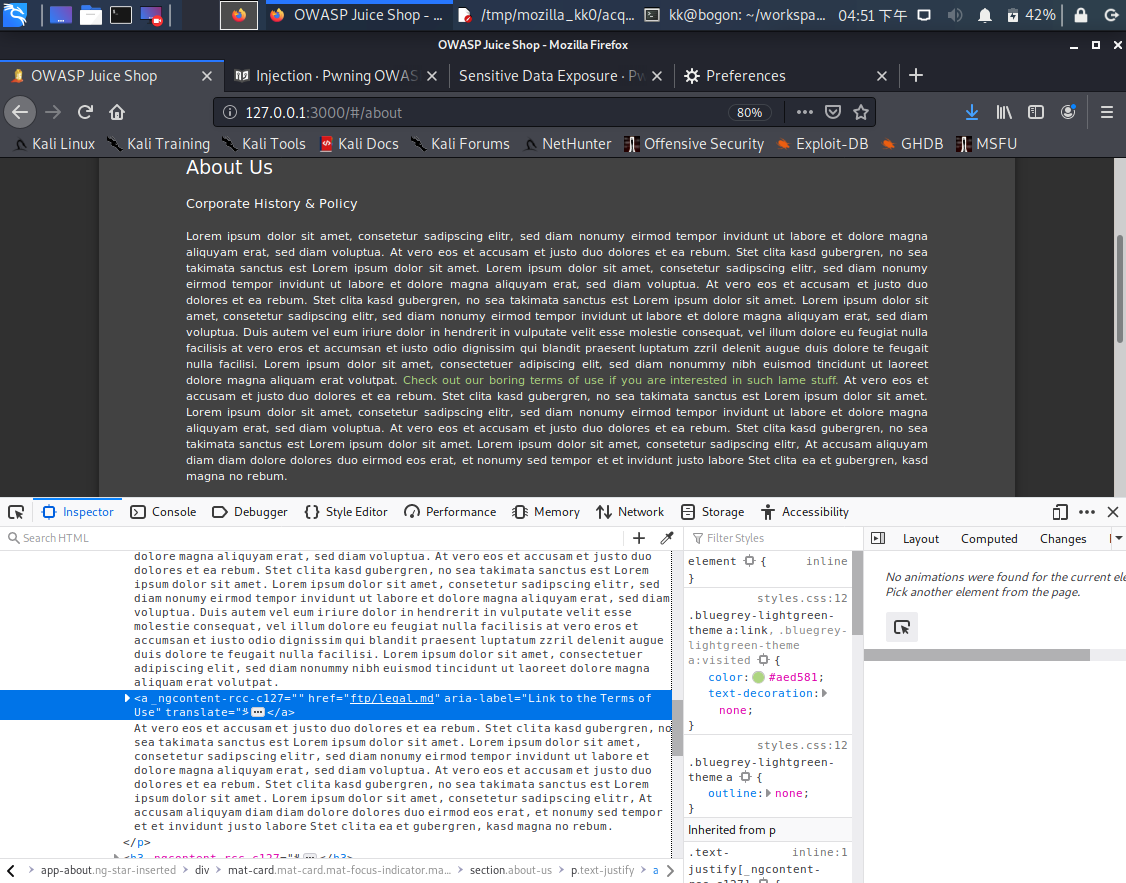 OWASP Juice Shop - ...
/tmp/mozilla_kk0/acq...
kk@bogon: ~/workspa...
04:51 下午
42%
OWASP Juice Shop - Mozilla Firefox
OWASP Juice Shop
Injection · Pwning OWAS
Sensitive Data Exposure · Pw
Preferences
127.0.0.1:3000/#/about
80%
Kali Linux
Kali Training
Kali Tools
Kali Docs
Kali Forums
NetHunter
Offensive Security
Exploit-DB
GHDB
MSFU
About Us
Corporate History & Policy
Lorem ipsum dolor sit amet, consetetur sadipscing elitr, sed diam nonumy eirmod tempor invidunt ut labore et dolore magna
aliquyam erat, sed diam voluptua. At vero eos et accusam et justo duo dolores et ea rebum. Stet clita kasd gubergren, no sea
takimata sanctus est Lorem ipsum dolor sit amet. Lorem ipsum dolor sit amet, consetetur sadipscing elitr, sed diam nonumy
eirmod tempor invidunt ut labore et dolore magna aliquyam erat, sed diam voluptua. At vero eos et accusam et justo duo
dolores et ea rebum. Stet clita kasd gubergren, no sea takimata sanctus est Lorem ipsum dolor sit amet. Lorem ipsum dolor sit
amet, consetetur sadipscing elitr, sed diam nonumy eirmod tempor invidunt ut labore et dolore magna aliquyam erat, sed diam
voluptua. Duis autem vel eum iriure dolor in hendrerit in vulputate velit esse molestie consequat, vel illum dolore eu feugiat nulla
facilisis at vero eros et accumsan et iusto odio dignissim qui blandit praesent luptatum zzril delenit augue duis dolore te feugait
nulla facilisi. Lorem ipsum dolor sit amet, consectetuer adipiscing elit, sed diam nonummy nibh euismod tincidunt ut laoreet
dolore magna aliquam erat volutpat. Check out our boring terms of use if you are interested in such lame stuff. At vero eos et
accusam et justo duo dolores et ea rebum. Stet clita kasd gubergren, no sea takimata sanctus est Lorem ipsum dolor sit amet.
Lorem ipsum dolor sit amet, consetetur sadipscing elitr, sed diam nonumy eirmod tempor invidunt ut labore et dolore magna
aliquyam erat, sed diam voluptua. At vero eos et accusam et justo duo dolores et ea rebum. Stet clita kasd gubergren, no sea
takimata sanctus est Lorem ipsum dolor sit amet. Lorem ipsum dolor sit amet, consetetur sadipscing elitr, At accusam aliquyam
diam diam dolore dolores duo eirmod eos erat, et nonumy sed tempor et et invidunt justo labore Stet clita ea et gubergren, kasd
magna no rebum.
Inspector
Console
Debugger
Style Editor
Performance
Memory
Network
Storage
Accessibility
Search HTML
dolore magna aliquyam erat, sed diam voluptua. At vero eos et accusam et justo duo
dolores et ea rebum. Stet clita kasd gubergren, no sea takimata sanctus est Lorem
ipsum dolor sit amet. Lorem ipsum dolor sit amet, consetetur sadipscing elitr, sed
diam nonumy eirmod tempor invidunt ut labore et dolore magna aliquyam erat, sed diam
voluptua. Duis autem vel eum iriure dolor in hendrerit in vulputate velit esse
molestie consequat, vel illum dolore eu feugiat nulla facilisis at vero eros et
accumsan et iusto odio dignissim qui blandit praesent luptatum zzril delenit augue
duis dolore te feugait nulla facilisi. Lorem ipsum dolor sit amet, consectetuer
adipiscing elit, sed diam nonummy nibh euismod tincidunt ut laoreet dolore magna
aliquam erat volutpat.
<a _ngcontent-rcc-c127="" href="ftp/legal.md" aria-label="Link to the Terms of
Use" translate=" </a>
At vero eos et accusam et justo duo dolores et ea rebum. Stet clita kasd gubergren, no
sea takimata sanctus est Lorem ipsum dolor sit amet. Lorem ipsum dolor sit amet,
consetetur sadipscing elitr, sed diam nonumy eirmod tempor invidunt ut labore et
dolore magna aliquyam erat, sed diam voluptua. At vero eos et accusam et justo duo
dolores et ea rebum. Stet clita kasd gubergren, no sea takimata sanctus est Lorem
ipsum dolor sit amet. Lorem ipsum dolor sit amet, consetetur sadipscing elitr, At
accusam aliquyam diam diam dolore dolores duo eirmod eos erat, et nonumy sed tempor
et et invidunt justo labore Stet clita ea et gubergren, kasd magna no rebum.
</p>
<h3 _ngcontent-rcc-c127=" </h3>
app-about.ng-star-inserted
div
mat-card.mat-card.mat-focus-indicator.ma...
section.about-us
p.text-justify
a
Filter Styles
element { inline
}
styles.css:12
.bluegrey-lightgreen-
theme a:link, .bluegrey-
lightgreen-theme
a:visited {
color: #aed581;
text-decoration:
none;
}
styles.css:12
.bluegrey-lightgreen-
theme a {
outline: none;
}
Inherited from p
.text- inline:1
justify[_ngcontent-
Layout
Computed
Changes
No animations were found for the current ele
Pick another element from the page.